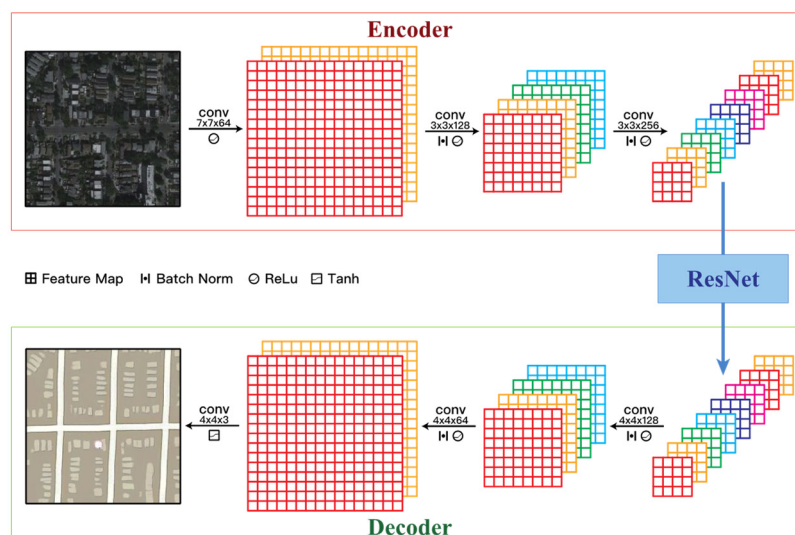 Encoder
conv
7x7x64
conv
3x3x128
conv
3x3x256
Feature Map
Batch Norm
ReLu
Tanh
ResNet
conv
4x4x3
conv
4x4x64
conv
4x4x128
Decoder